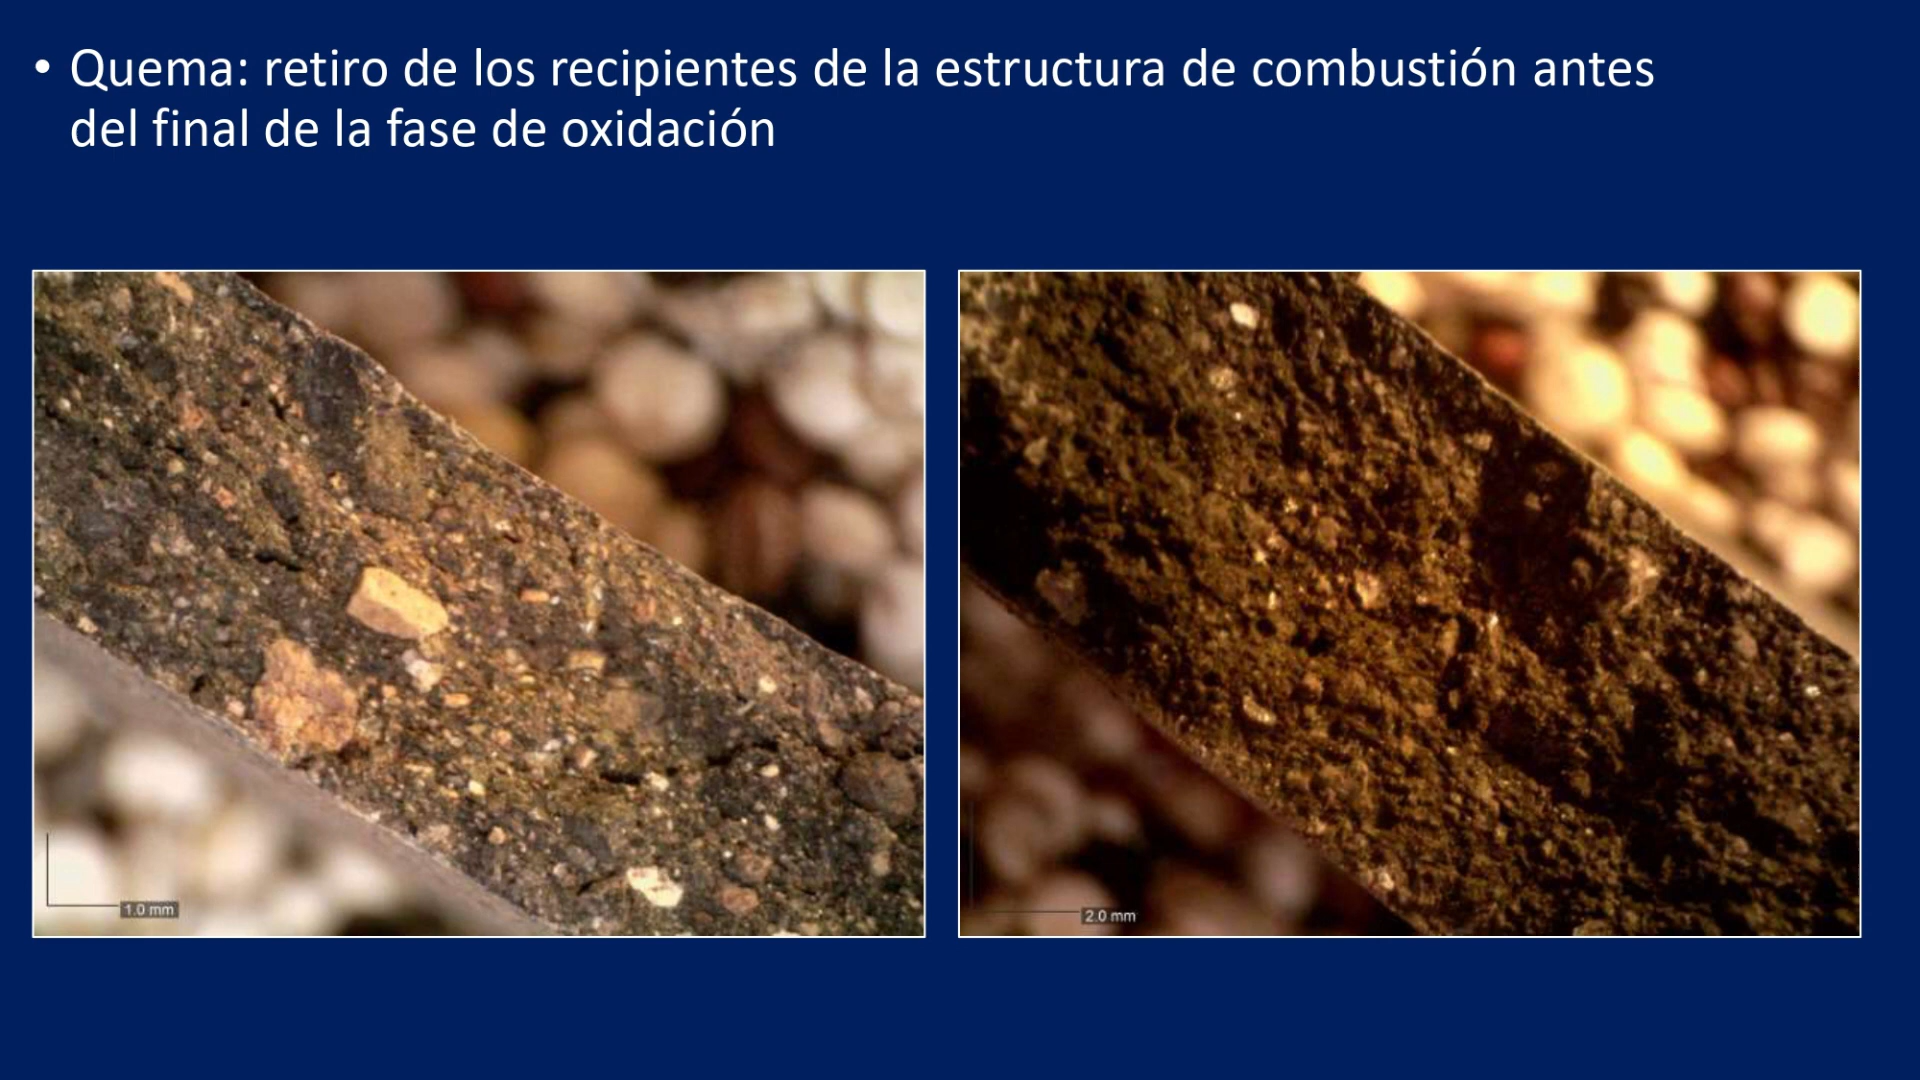 • Quema: retiro de los recipientes de la estructura de combustión antes
del final de la fase de oxidación
1.0 mm
2.0 mm